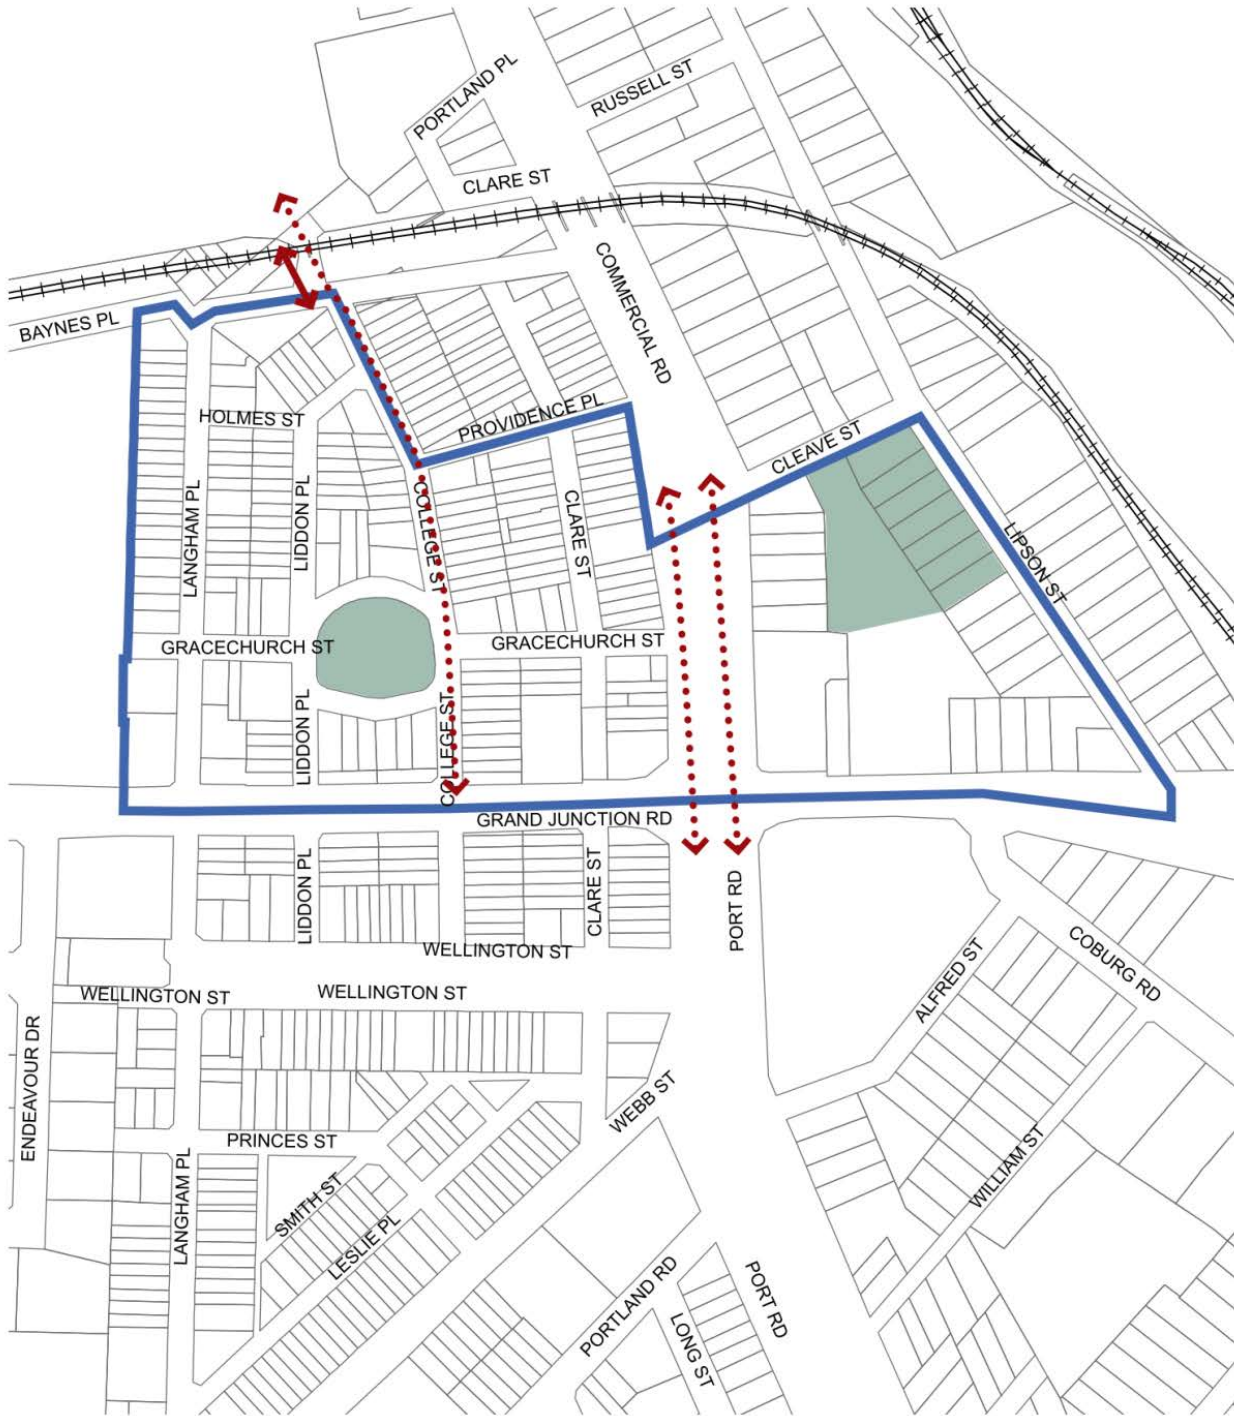 PORTLAND PL
RUSSELL ST
CLARE ST
COMMERCIAL RD
BAYNES PL
HOLMES ST
PROVIDENCE PL
CLEAVE ST
LANGHAM PL
LIDDON PL
COLLEGE ST
CLARE ST
LIPSON ST
GRACECHURCH ST
GRACECHURCH ST
LIDDON PL
COLLEGE ST
GRAND JUNCTION RD
LIDDON PL
CLARE ST
PORT RD
WELLINGTON ST
COBURG RD
ALFRED ST
WELLINGTON ST
WELLINGTON ST
ENDEAVOUR DR
WEBB ST
PRINCES ST
WILLIAM ST
LANGHAM PL
SMITH ST
LESLIE PL
PORTLAND RD
PORT RD
LONG ST